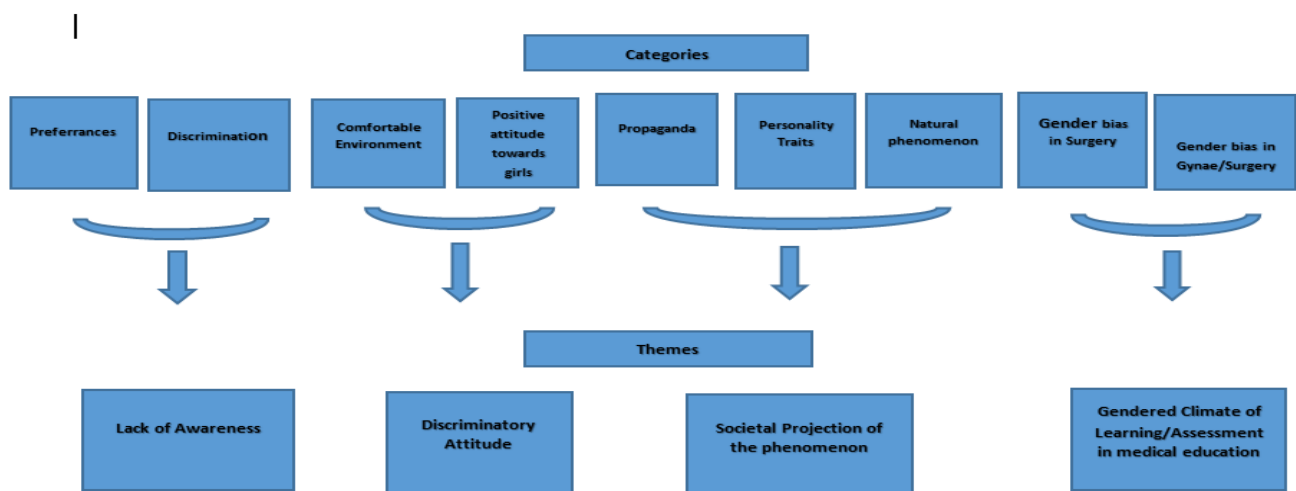 Categories
Preferrances
Discrimination
Comfortable
Environment
Positive
attitude
towards
girls
Propaganda
Personality
Traits
Natural
phenomenon
Gender bias
in Surgery
Gender bias in
Gynae/Surgery
Themes
Lack of Awareness
Discriminatory
Attitude
Societal Projection of
the phenomenon
Gendered Climate of
Learning/Assessment
in medical education